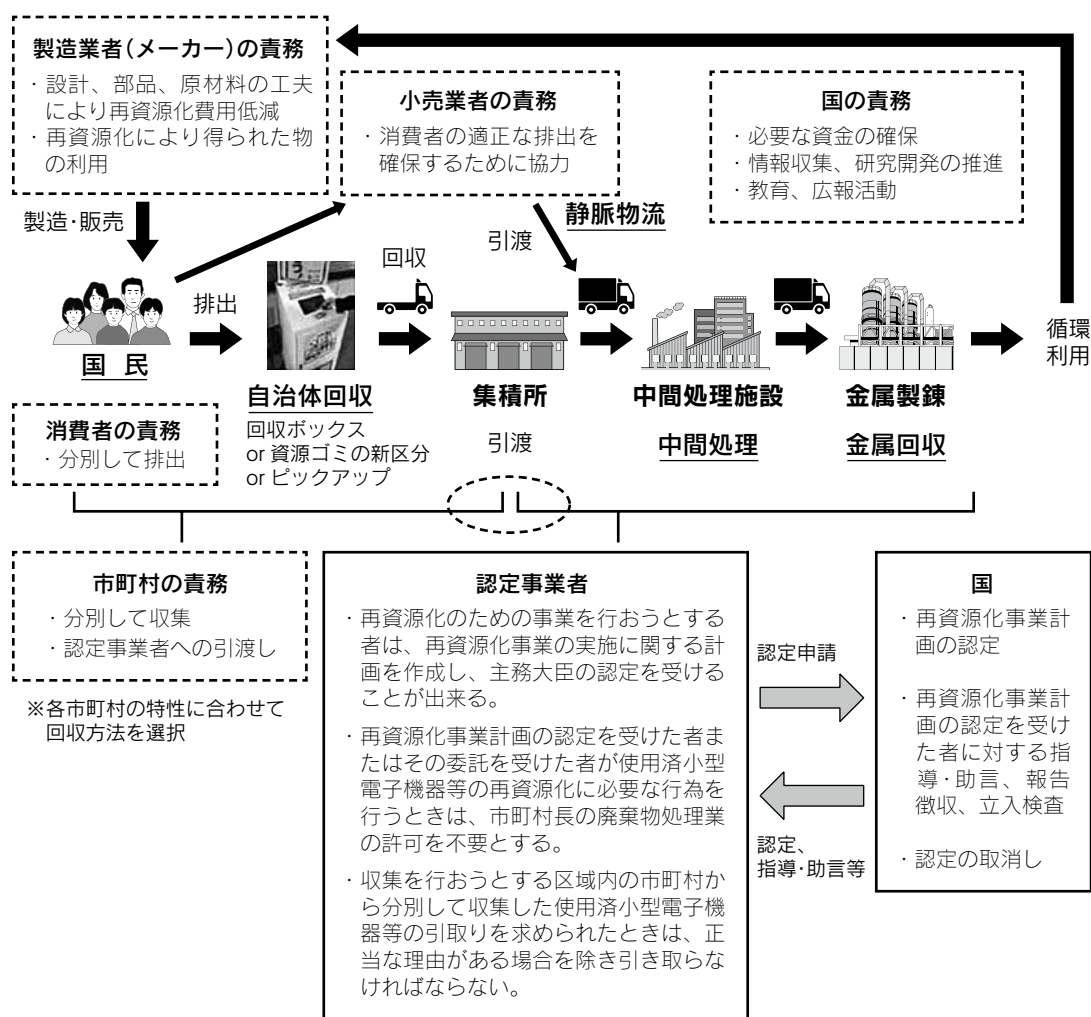 製造業者(メーカー)の責務
・設計、部品、原材料の工夫
により再資源化費用低減
・再資源化により得られた物
の利用
小売業者の責務
・消費者の適正な排出を
確保するために協力
国の責務
・必要な資金の確保
・情報収集、研究開発の推進
・教育、広報活動
製造・販売
引渡
静脈物流
排出
回収
循環
利用
国 民
自治体回収
回収ボックス
or 資源ゴミの新区分
or ピックアップ
集積所
引渡
中間処理施設
中間処理
金属製錬
金属回収
消費者の責務
・分別して排出
市町村の責務
・分別して収集
・認定事業者への引渡し
※各市町村の特性に合わせて
回収方法を選択
認定事業者
・再資源化のための事業を行おうとする
者は、再資源化事業の実施に関する計
画を作成し、主務大臣の認定を受けるこ
とが出来る。
・再資源化事業計画の認定を受けた者ま
たはその委託を受けた者が使用済小型
電子機器等の再資源化に必要な行為を
行うときは、市町村長の廃棄物処理業
の許可を不要とする。
・収集を行おうとする区域内の市町村か
ら分別して収集した使用済小型電子機
器等の引取りを求められたときは、正
当な理由がある場合を除き引き取らな
ければならない。
認定申請
認定、
指導・助言等
国
・再資源化事業計
画の認定
・再資源化事業計
画の認定を受け
た者に対する指
導・助言、報告
徴収、立入検査
・認定の取消し